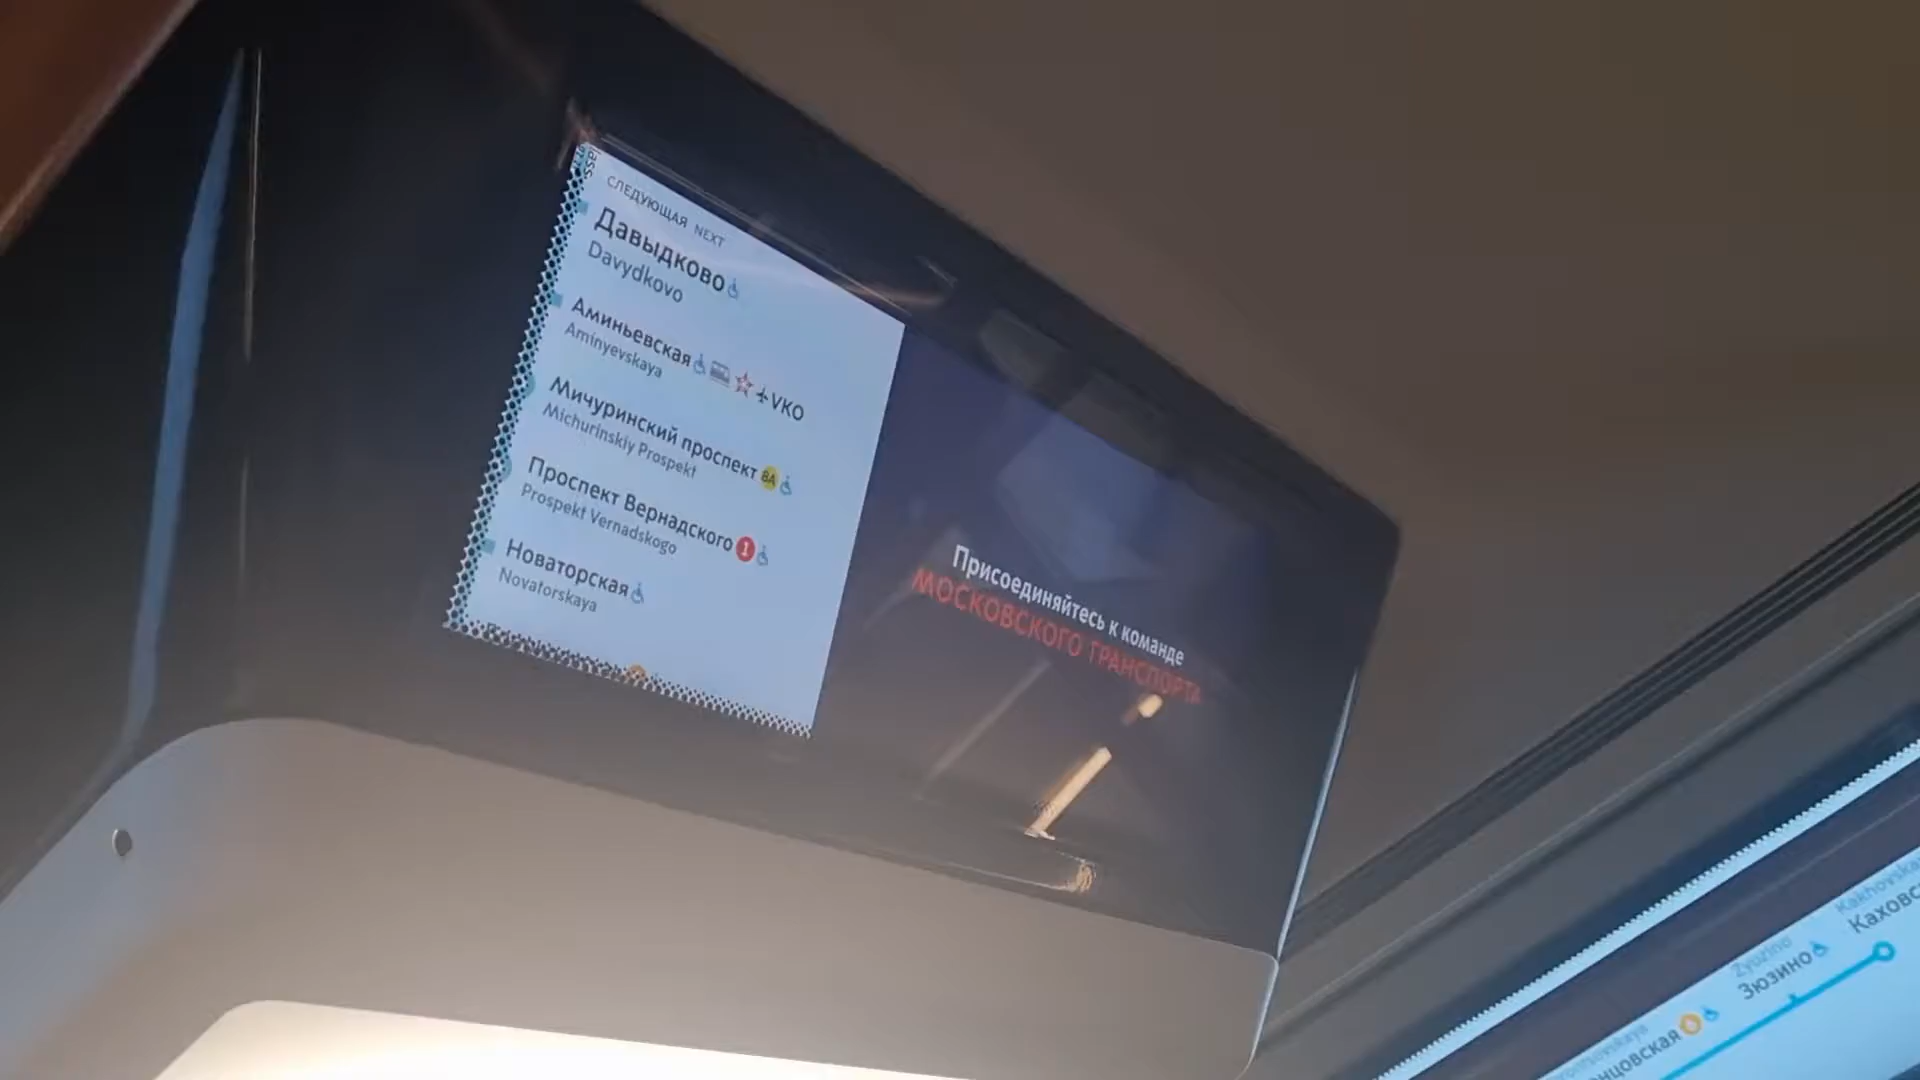 СЛЕДУЮЩАЯ NEXT
Давыдково
Davydkovo
Аминьевская VKO
Aminyevskaya
Мичуринский проспект 8А
Michurinskiy Prospekt
Проспект Вернадского 1
Prospekt Vernadskogo
Новаторская
Novatorskaya
Присоединяйтесь к команде
МОСКОВСКОГО ТРАНСПОРТА
Zyuzino
Зюзино